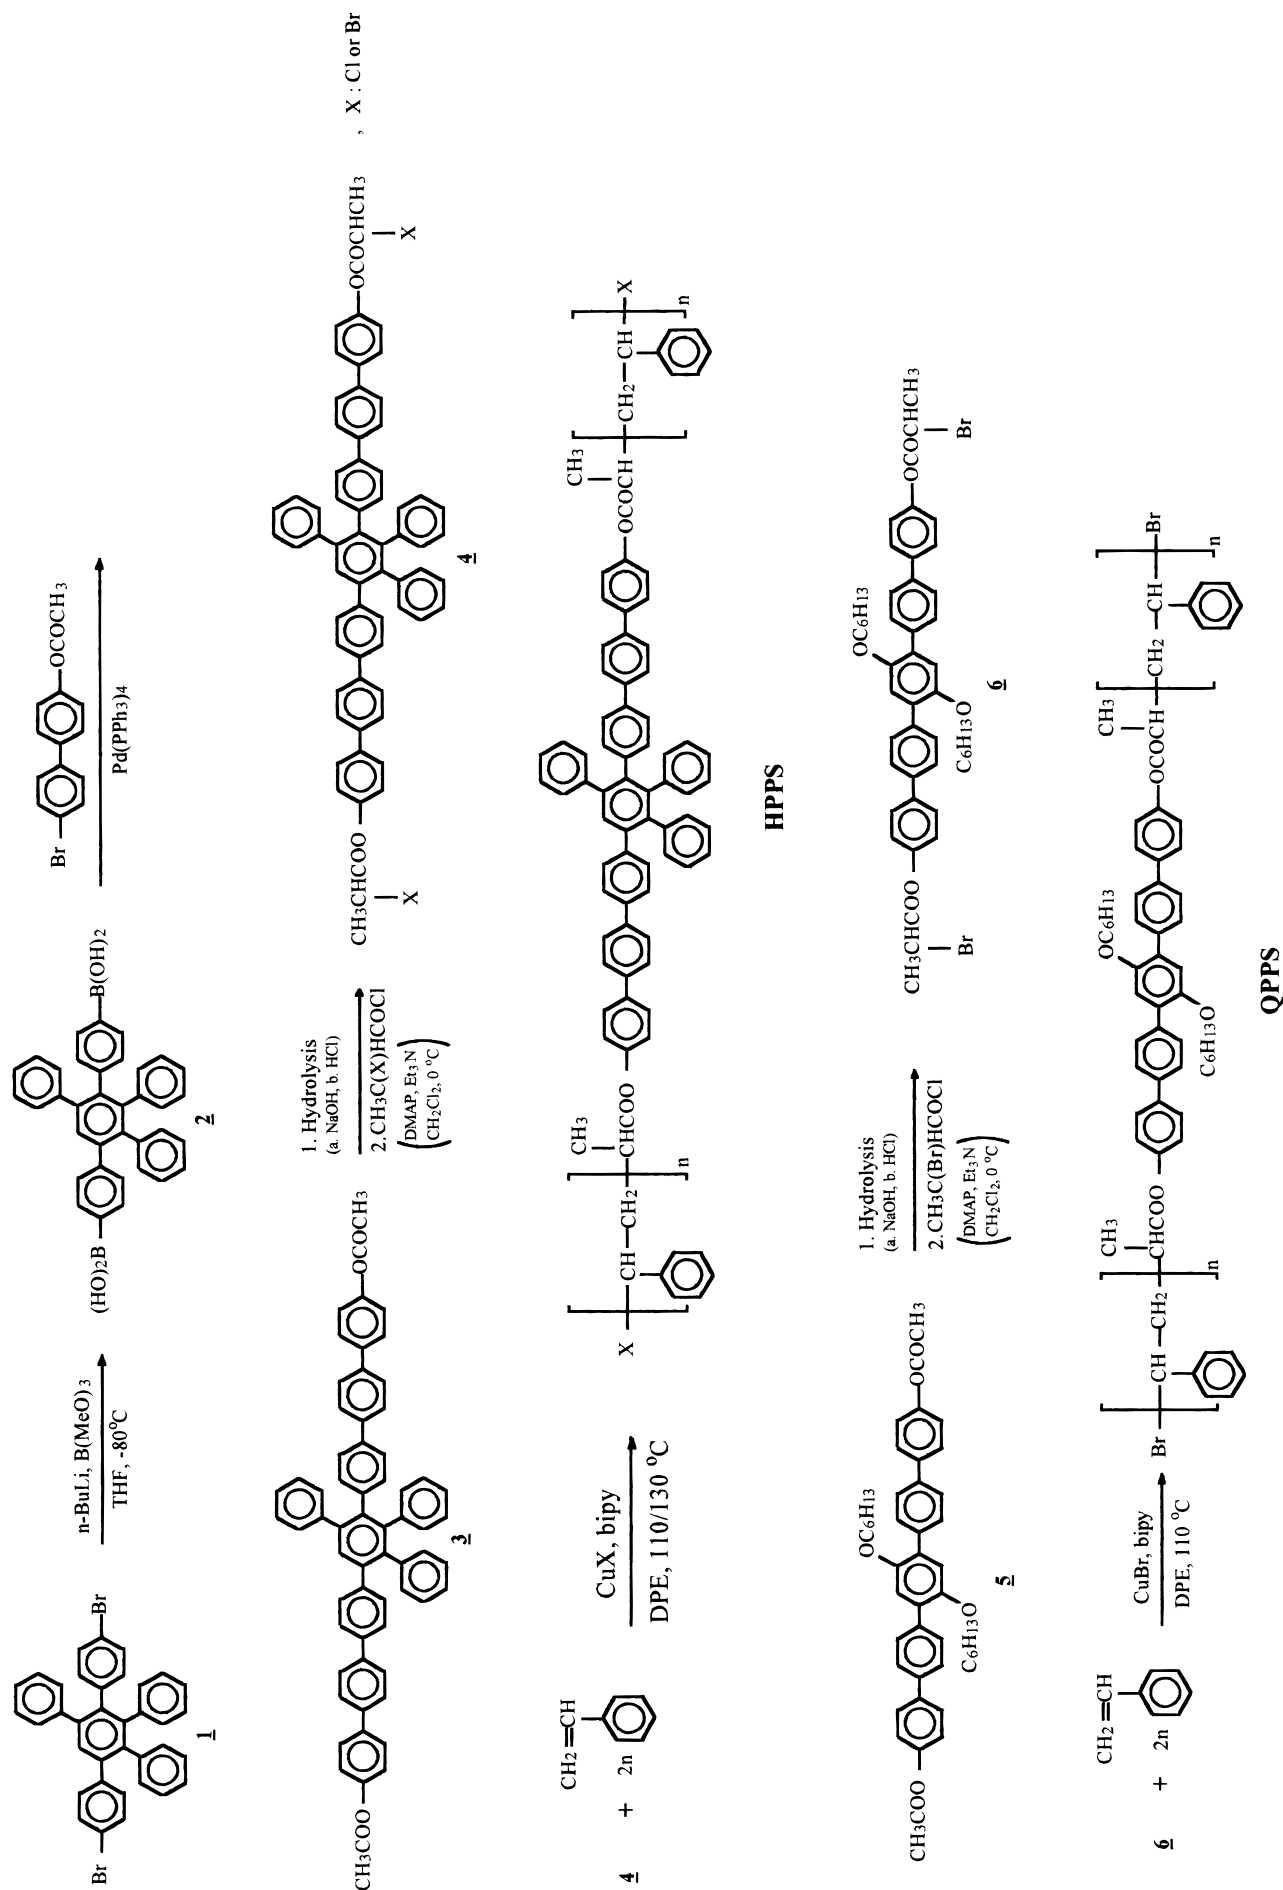 Br
Br
1
n-BuLi, B(MeO)3
THF, -80°C
(HO)2B
B(OH)2
2
Br
OCOCH3
Pd(PPh3)4
CH3COO
OCOCH3
3
1. Hydrolysis
(a. NaOH, b. HCl)
2.CH3C(X)HCOCl
(DMAP, Et3N
CH2Cl2, 0 °C)
CH3CHCOO
X
OCOCHCH3
X
, X : Cl or Br
4
4 +
CH2=CH
2n
CuX, bipy
DPE, 110/130 °C
X
CH
CH2
n
CH3
CHCOO
CH3
OCOCH
CH2
CH
X
n
HPPS
CH3COO
OC6H13
C6H13O
OCOCH3
5
1. Hydrolysis
(a. NaOH, b. HCl)
2.CH3C(Br)HCOCl
(DMAP, Et3N
CH2Cl2, 0 °C)
CH3CHCOO
Br
OC6H13
C6H13O
OCOCHCH3
Br
6
6 +
CH2=CH
2n
CuBr, bipy
DPE, 110 °C
Br
CH
CH2
n
CH3
CHCOO
OC6H13
C6H13O
CH3
OCOCH
CH2
CH
Br
n
QPPS